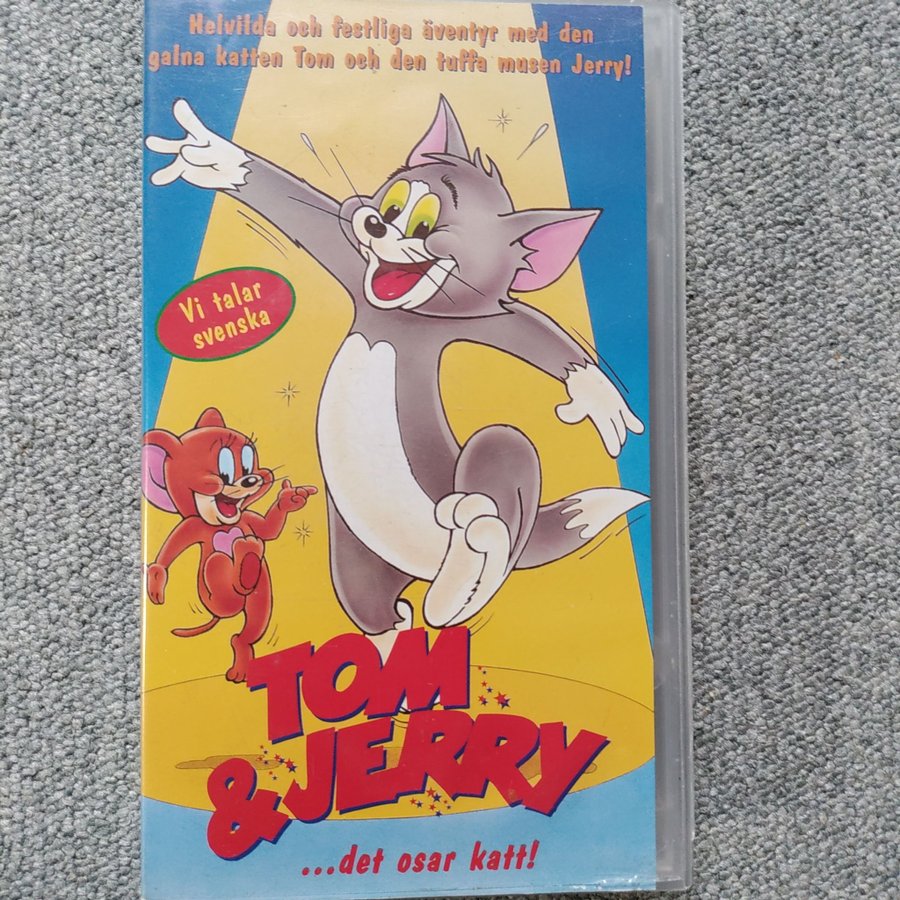 Helvilda och festliga äventyr med den
galna katten Tom och den tuffa musen Jerry!
Vi talar
svenska
TOM
& JERRY
...det osar katt!